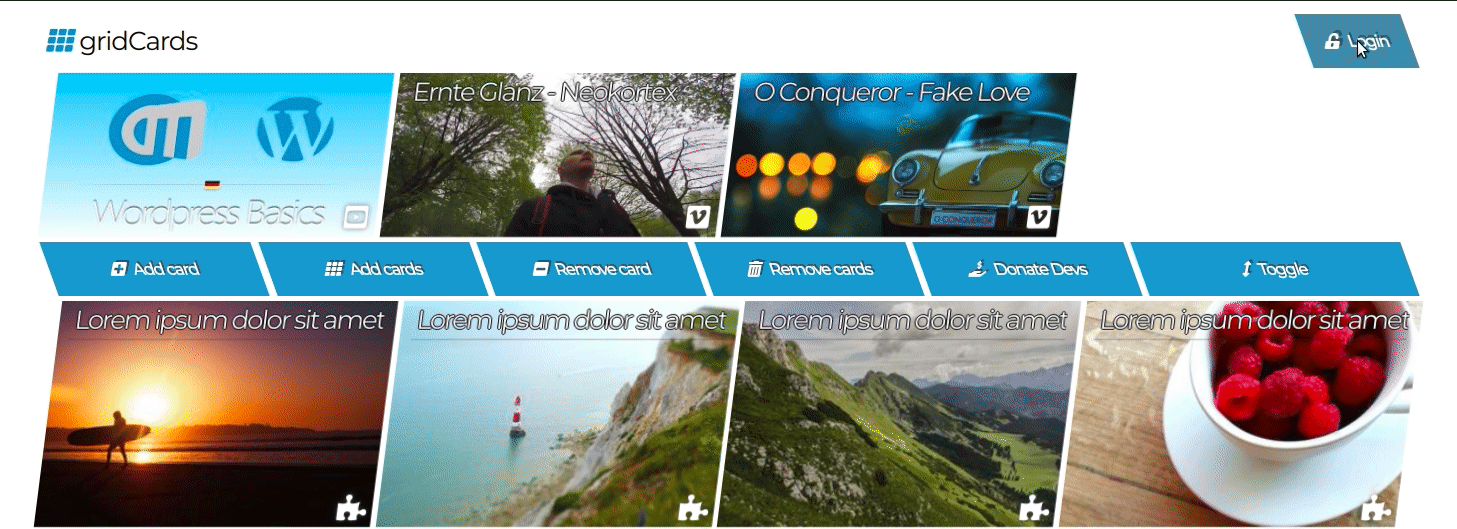 gridCards
Login
Ernte Glanz - Neokortex
O Conqueror - Fake Love
Wordpress Basics
O CONQUEROR
Add card
Add cards
Remove card
Remove cards
Donate Devs
Toggle
Lorem ipsum dolor sit amet
Lorem ipsum dolor sit amet
Lorem ipsum dolor sit amet
Lorem ipsum dolor sit amet